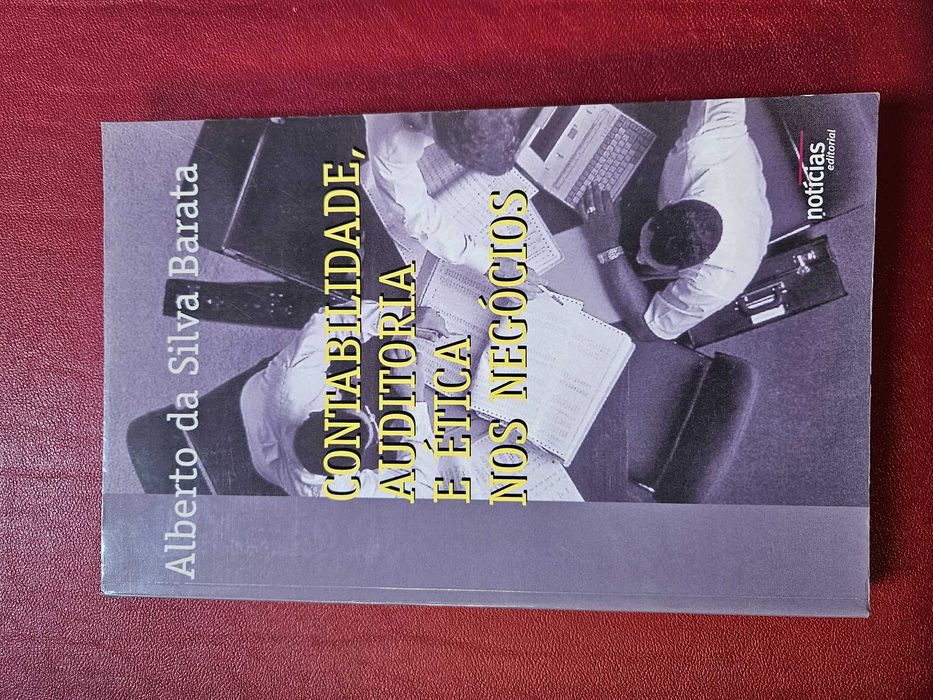 Alberto da Silva Barata
CONTABILIDADE,
AUDITORIA
E ÉTICA
NOS NEGÓCIOS
notícias
editorial